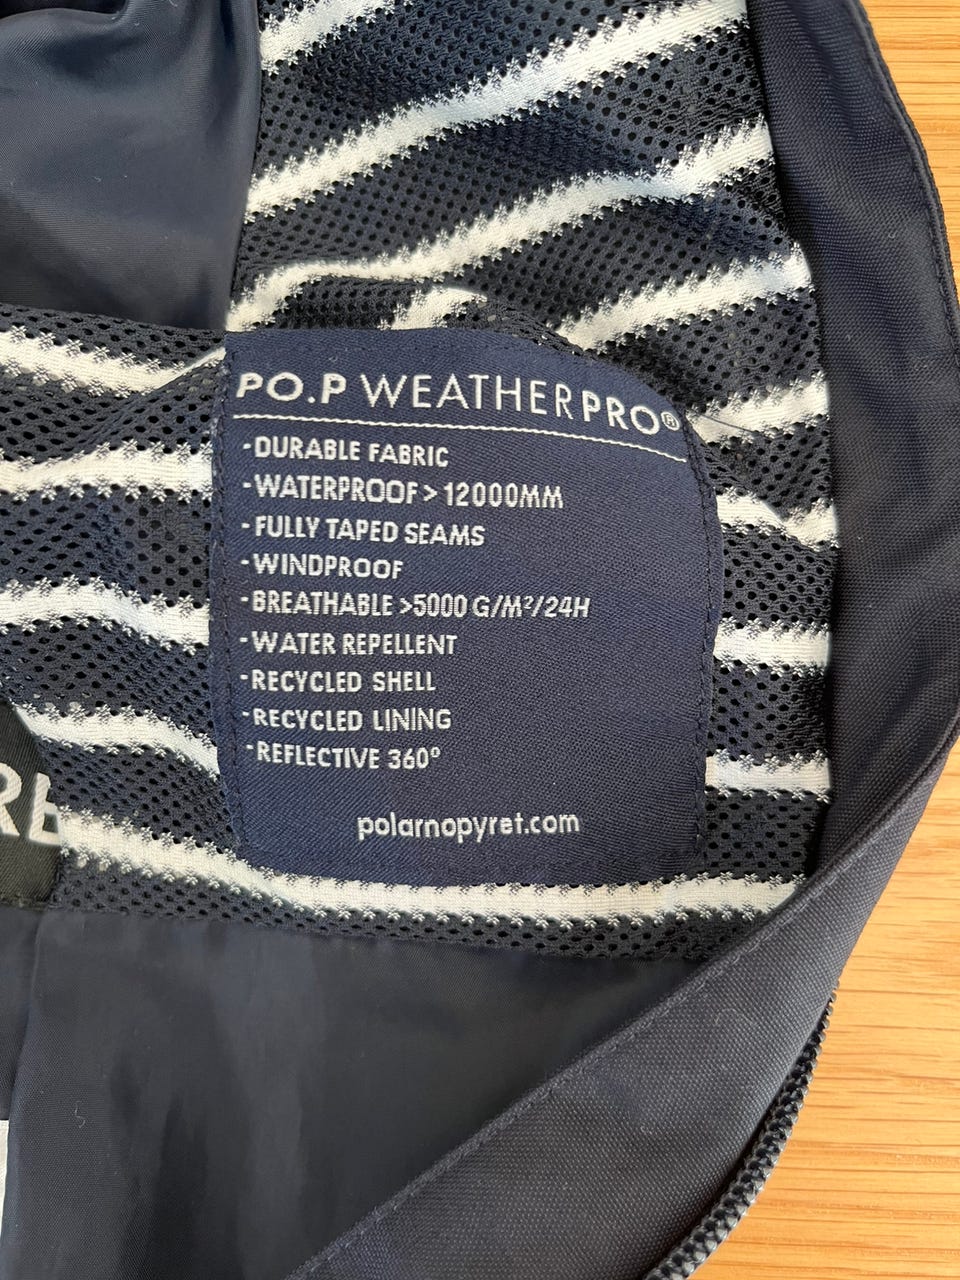 PO.P WEATHERPRO®
-DURABLE FABRIC
-WATERPROOF > 12000MM
-FULLY TAPED SEAMS
-WINDPROOF
-BREATHABLE >5000 G/M²/24H
-WATER REPELLENT
-RECYCLED SHELL
-RECYCLED LINING
-REFLECTIVE 360°
polarnopyret.com